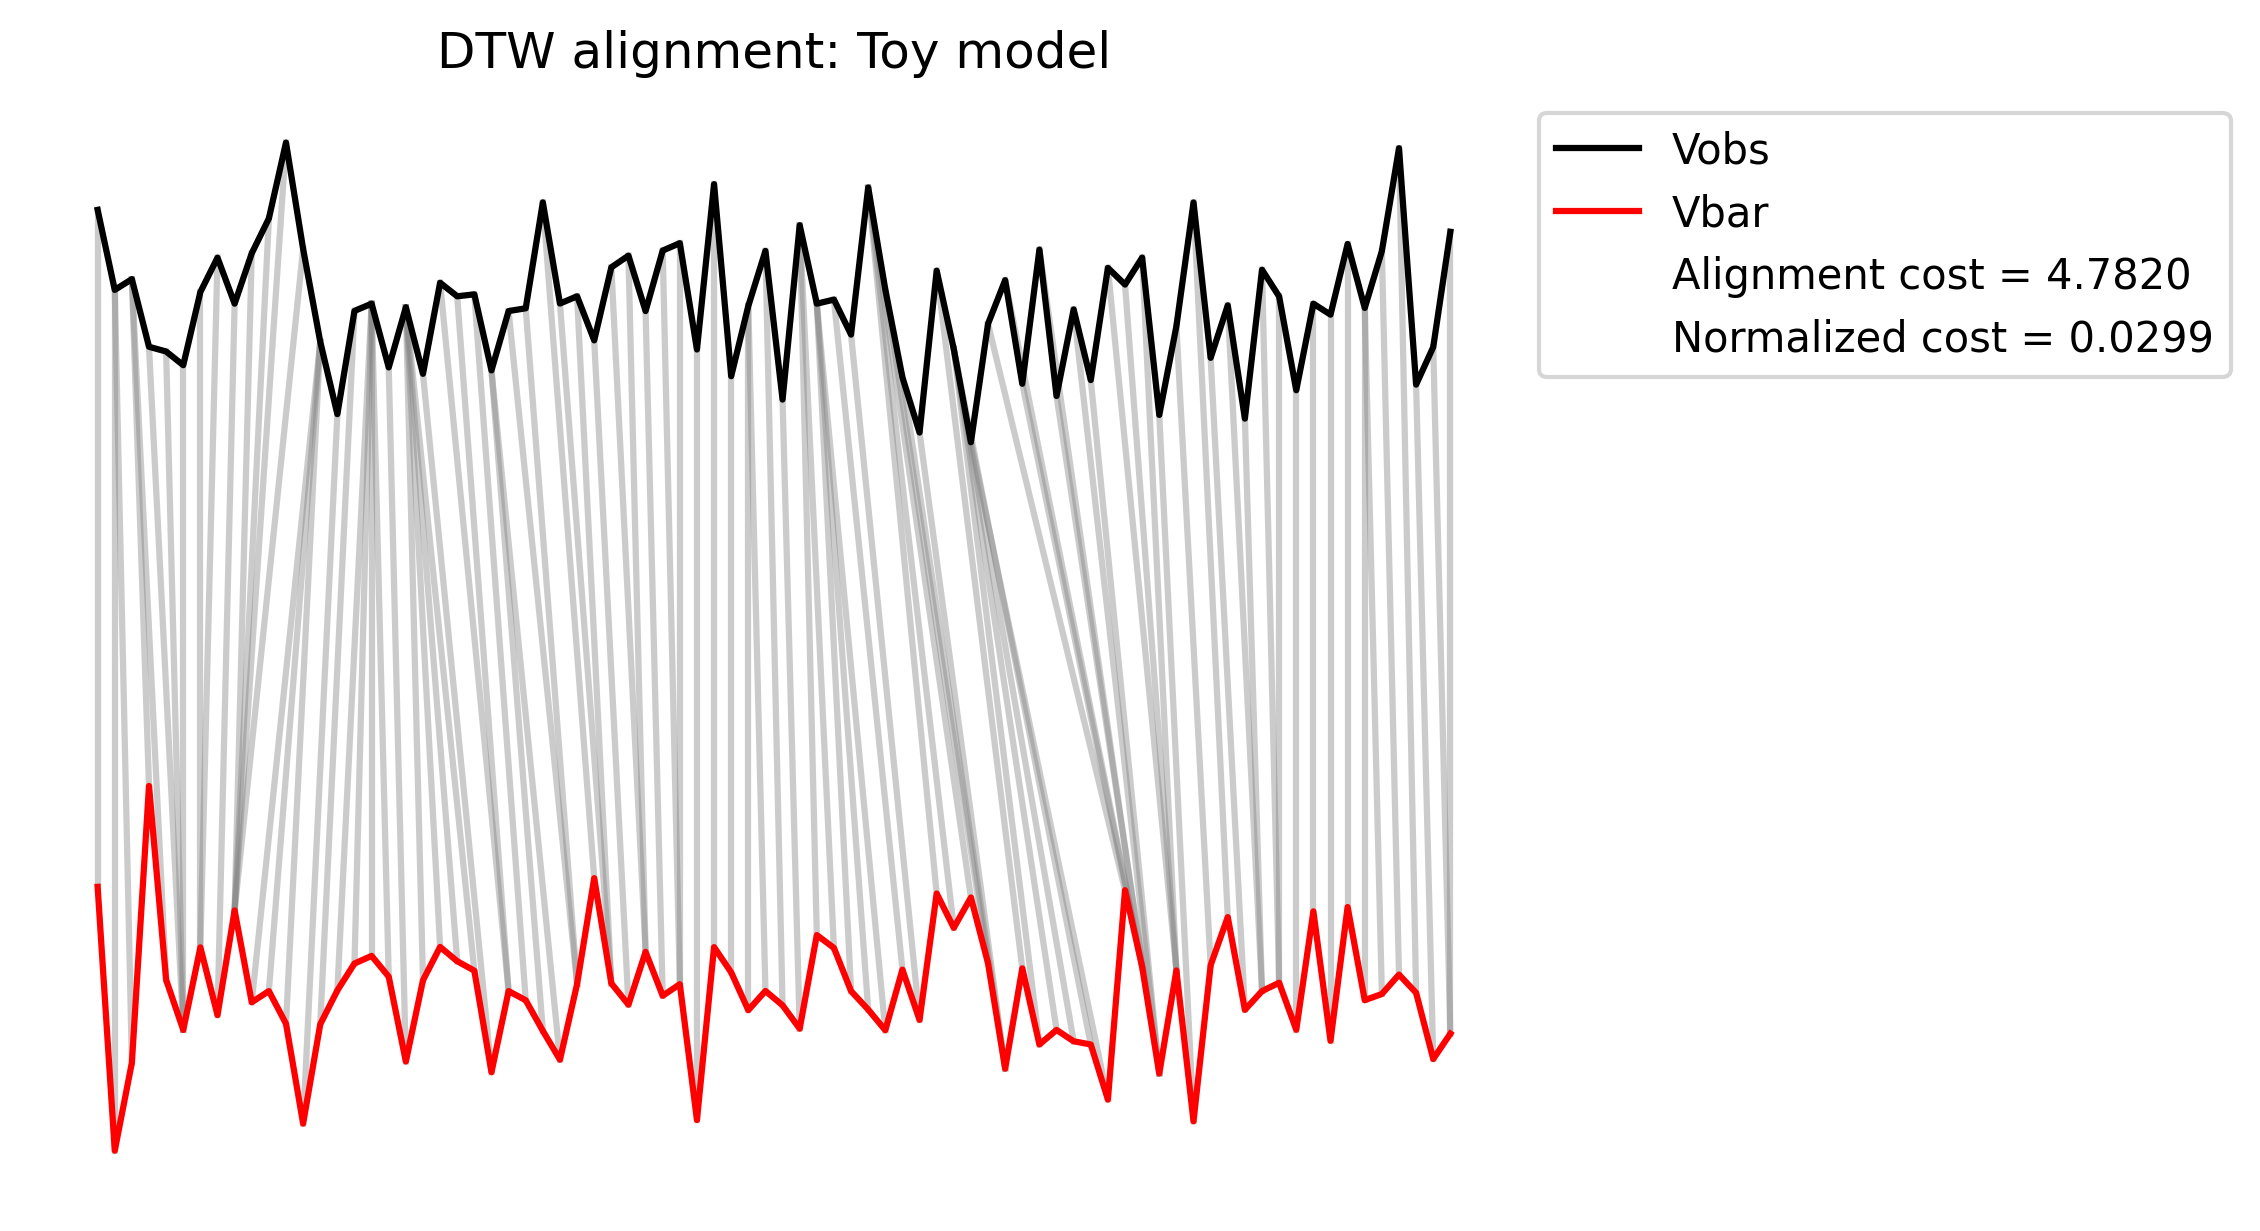 DTW alignment: Toy model
Vobs
Vbar
Alignment cost = 4.7820
Normalized cost = 0.0299